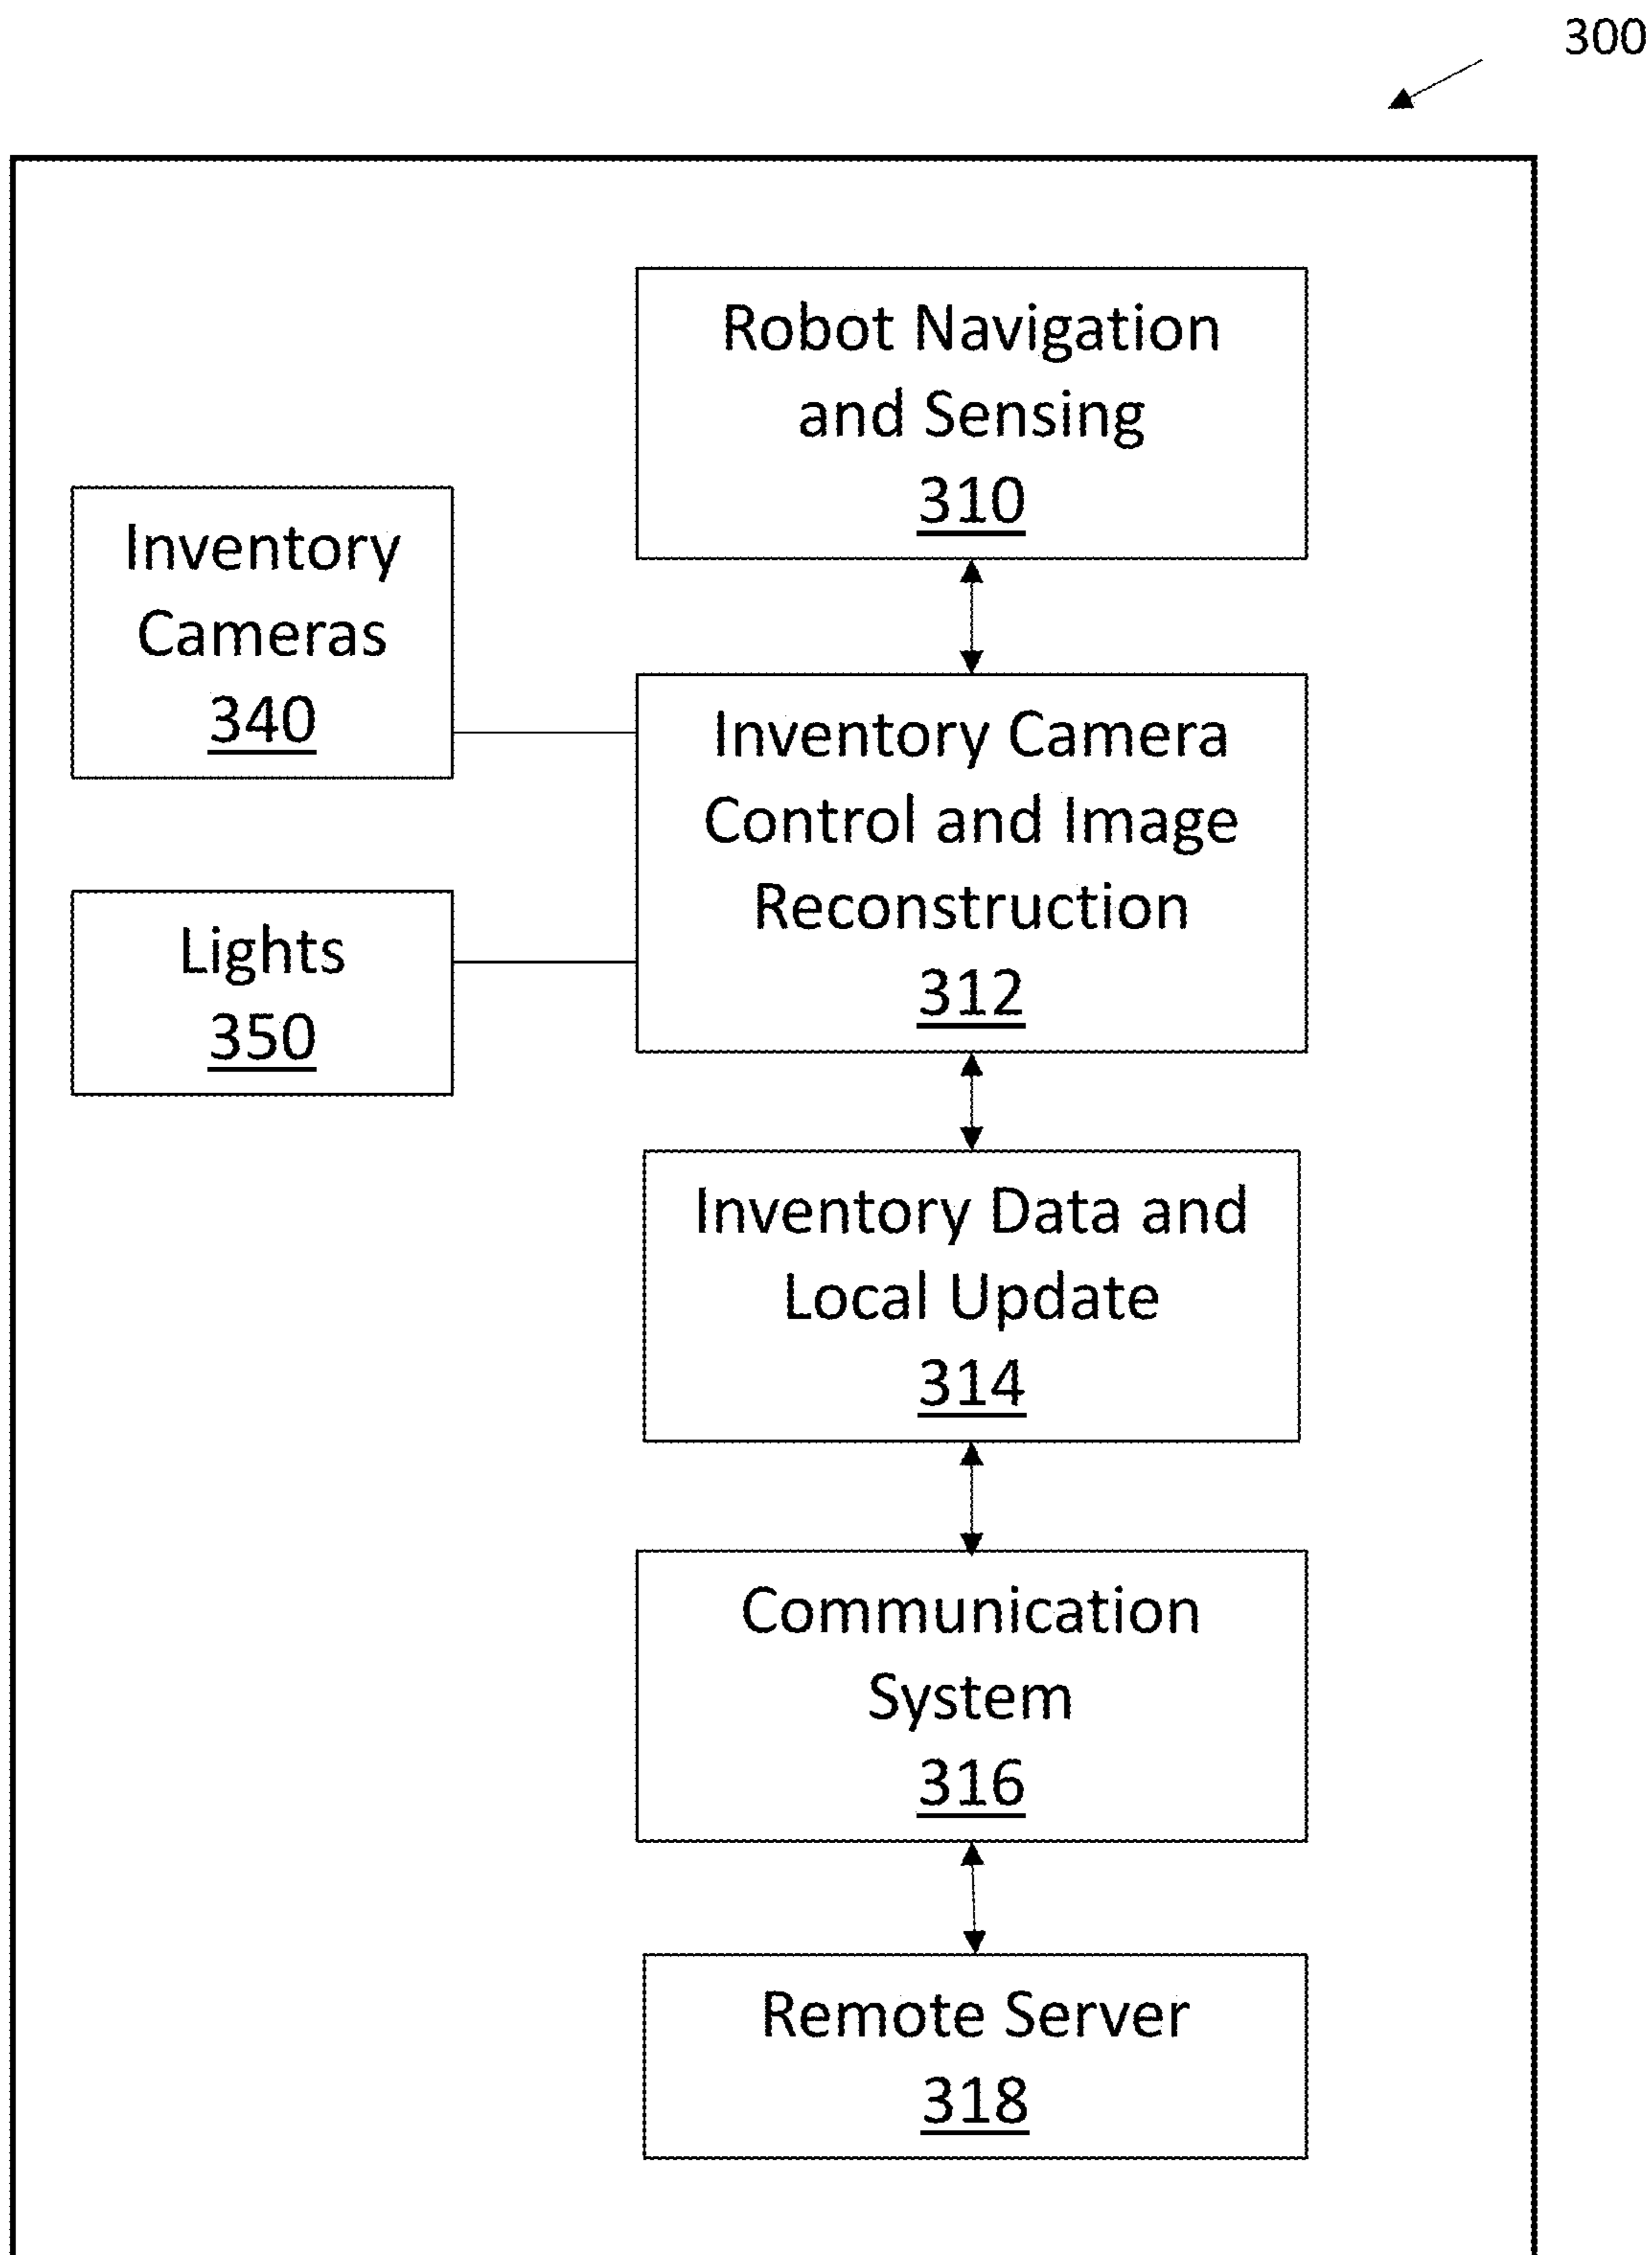 300
Robot Navigation
and Sensing
310
Inventory
Cameras
340
Inventory Camera
Control and Image
Reconstruction
312
Lights
350
Inventory Data and
Local Update
314
Communication
System
316
Remote Server
318